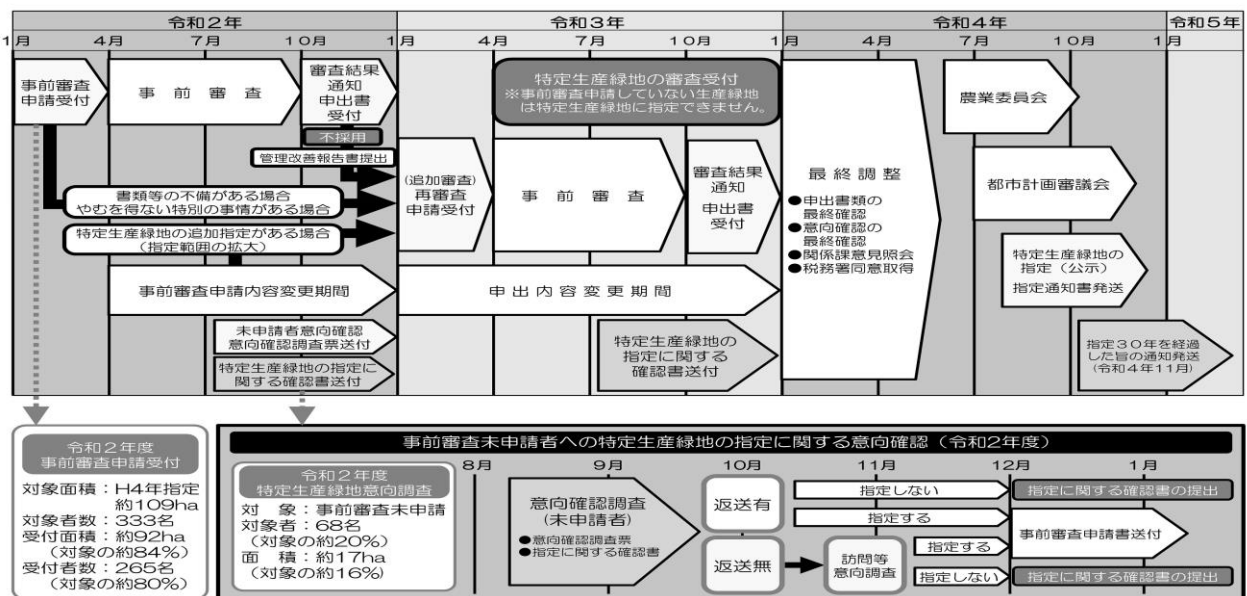 令和2年
令和3年
令和4年
令和5年
1月
4月
7月
10月
1月
4月
7月
10月
1月
4月
7月
10月
1月
事前審査
申請受付
事前審査
審査結果
通知
申出書
受付
不採用
管理改善報告書提出
書類等の不備がある場合
やむを得ない特別の事情がある場合
特定生産緑地の追加指定がある場合
(指定範囲の拡大)
事前審査申請内容変更期間
未申請者意向確認
意向確認調査票送付
特定生産緑地の指定に
関する確認書送付
特定生産緑地の審査受付
※事前審査申請していない生産緑地
は特定生産緑地に指定できません。
(追加審査)
再審査
申請受付
事前審査
審査結果
通知
申出書
受付
申出内容変更期間
特定生産緑地の
指定に関する
確認書送付
最終調整
●申出書類の
最終確認
●意向確認の
最終確認
●関係課意見照会
●税務署同意取得
農業委員会
都市計画審議会
特定生産緑地の
指定(公示)
指定通知書発送
指定30年を経過
した旨の通知発送
(令和4年11月)
令和2年度
事前審査申請受付
対象面積:H4年指定
約109ha
対象者数:333名
受付面積:約92ha
(対象の約84%)
受付者数:265名
(対象の約80%)
事前審査未申請者への特定生産緑地の指定に関する意向確認(令和2年度)
令和2年度
特定生産緑地意向調査
対 象:事前審査未申請
対象者:68名
(対象の約20%)
面 積:約17ha
(対象の約16%)
8月
9月
10月
11月
12月
1月
意向確認調査
(未申請者)
●意向確認調査票
●指定に関する確認書
返送有
返送無
訪問等
意向調査
指定しない
指定する
指定する
指定しない
指定に関する確認書の提出
事前審査申請書送付
指定に関する確認書の提出